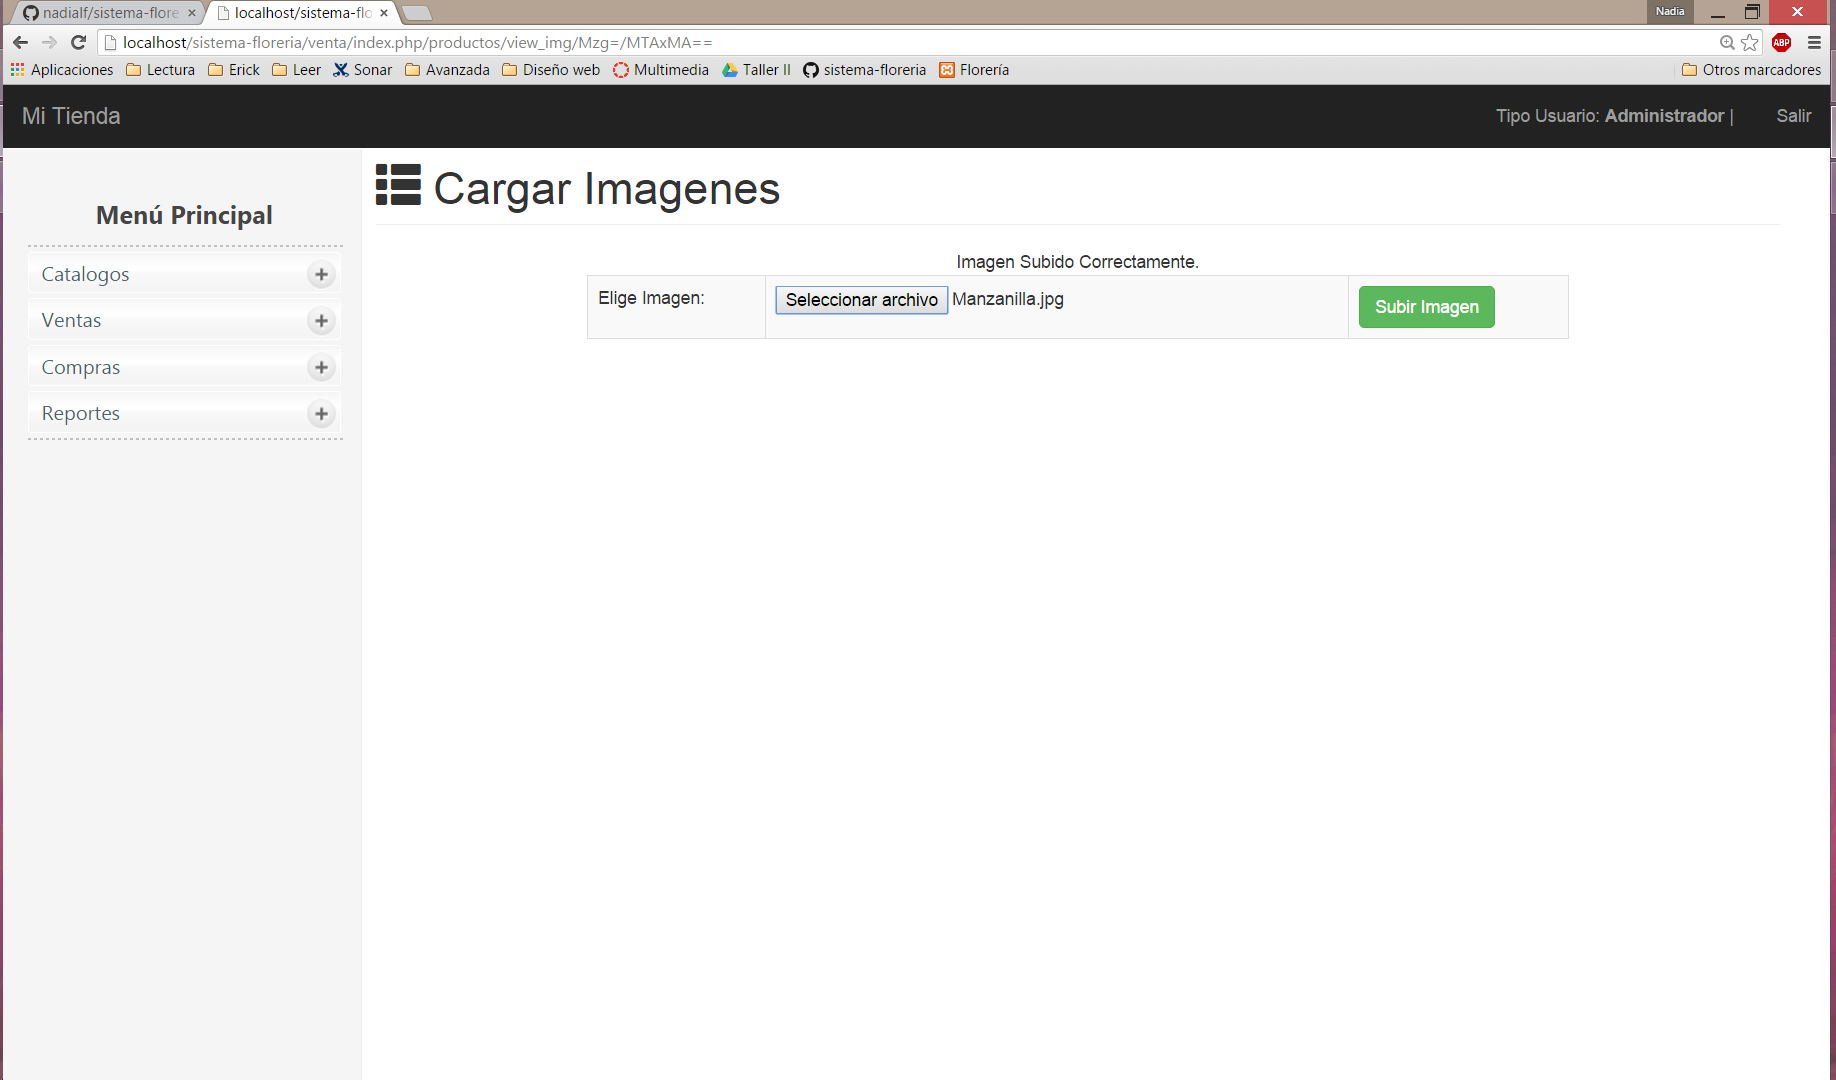 nadialf/sistema-flore
localhost/sistema-flo
Nadia
localhost/sistema-floreria/venta/index.php/productos/view_img/Mzg=/MTAxMA==
ABP
Aplicaciones Lectura Erick Leer Sonar Avanzada Diseño web Multimedia Taller II sistema-floreria Florería Otros marcadores
Mi Tienda
Tipo Usuario: Administrador | Salir
Menú Principal
Catalogos
Ventas
Compras
Reportes
Cargar Imagenes
Imagen Subido Correctamente.
Elige Imagen: Seleccionar archivo Manzanilla.jpg Subir Imagen